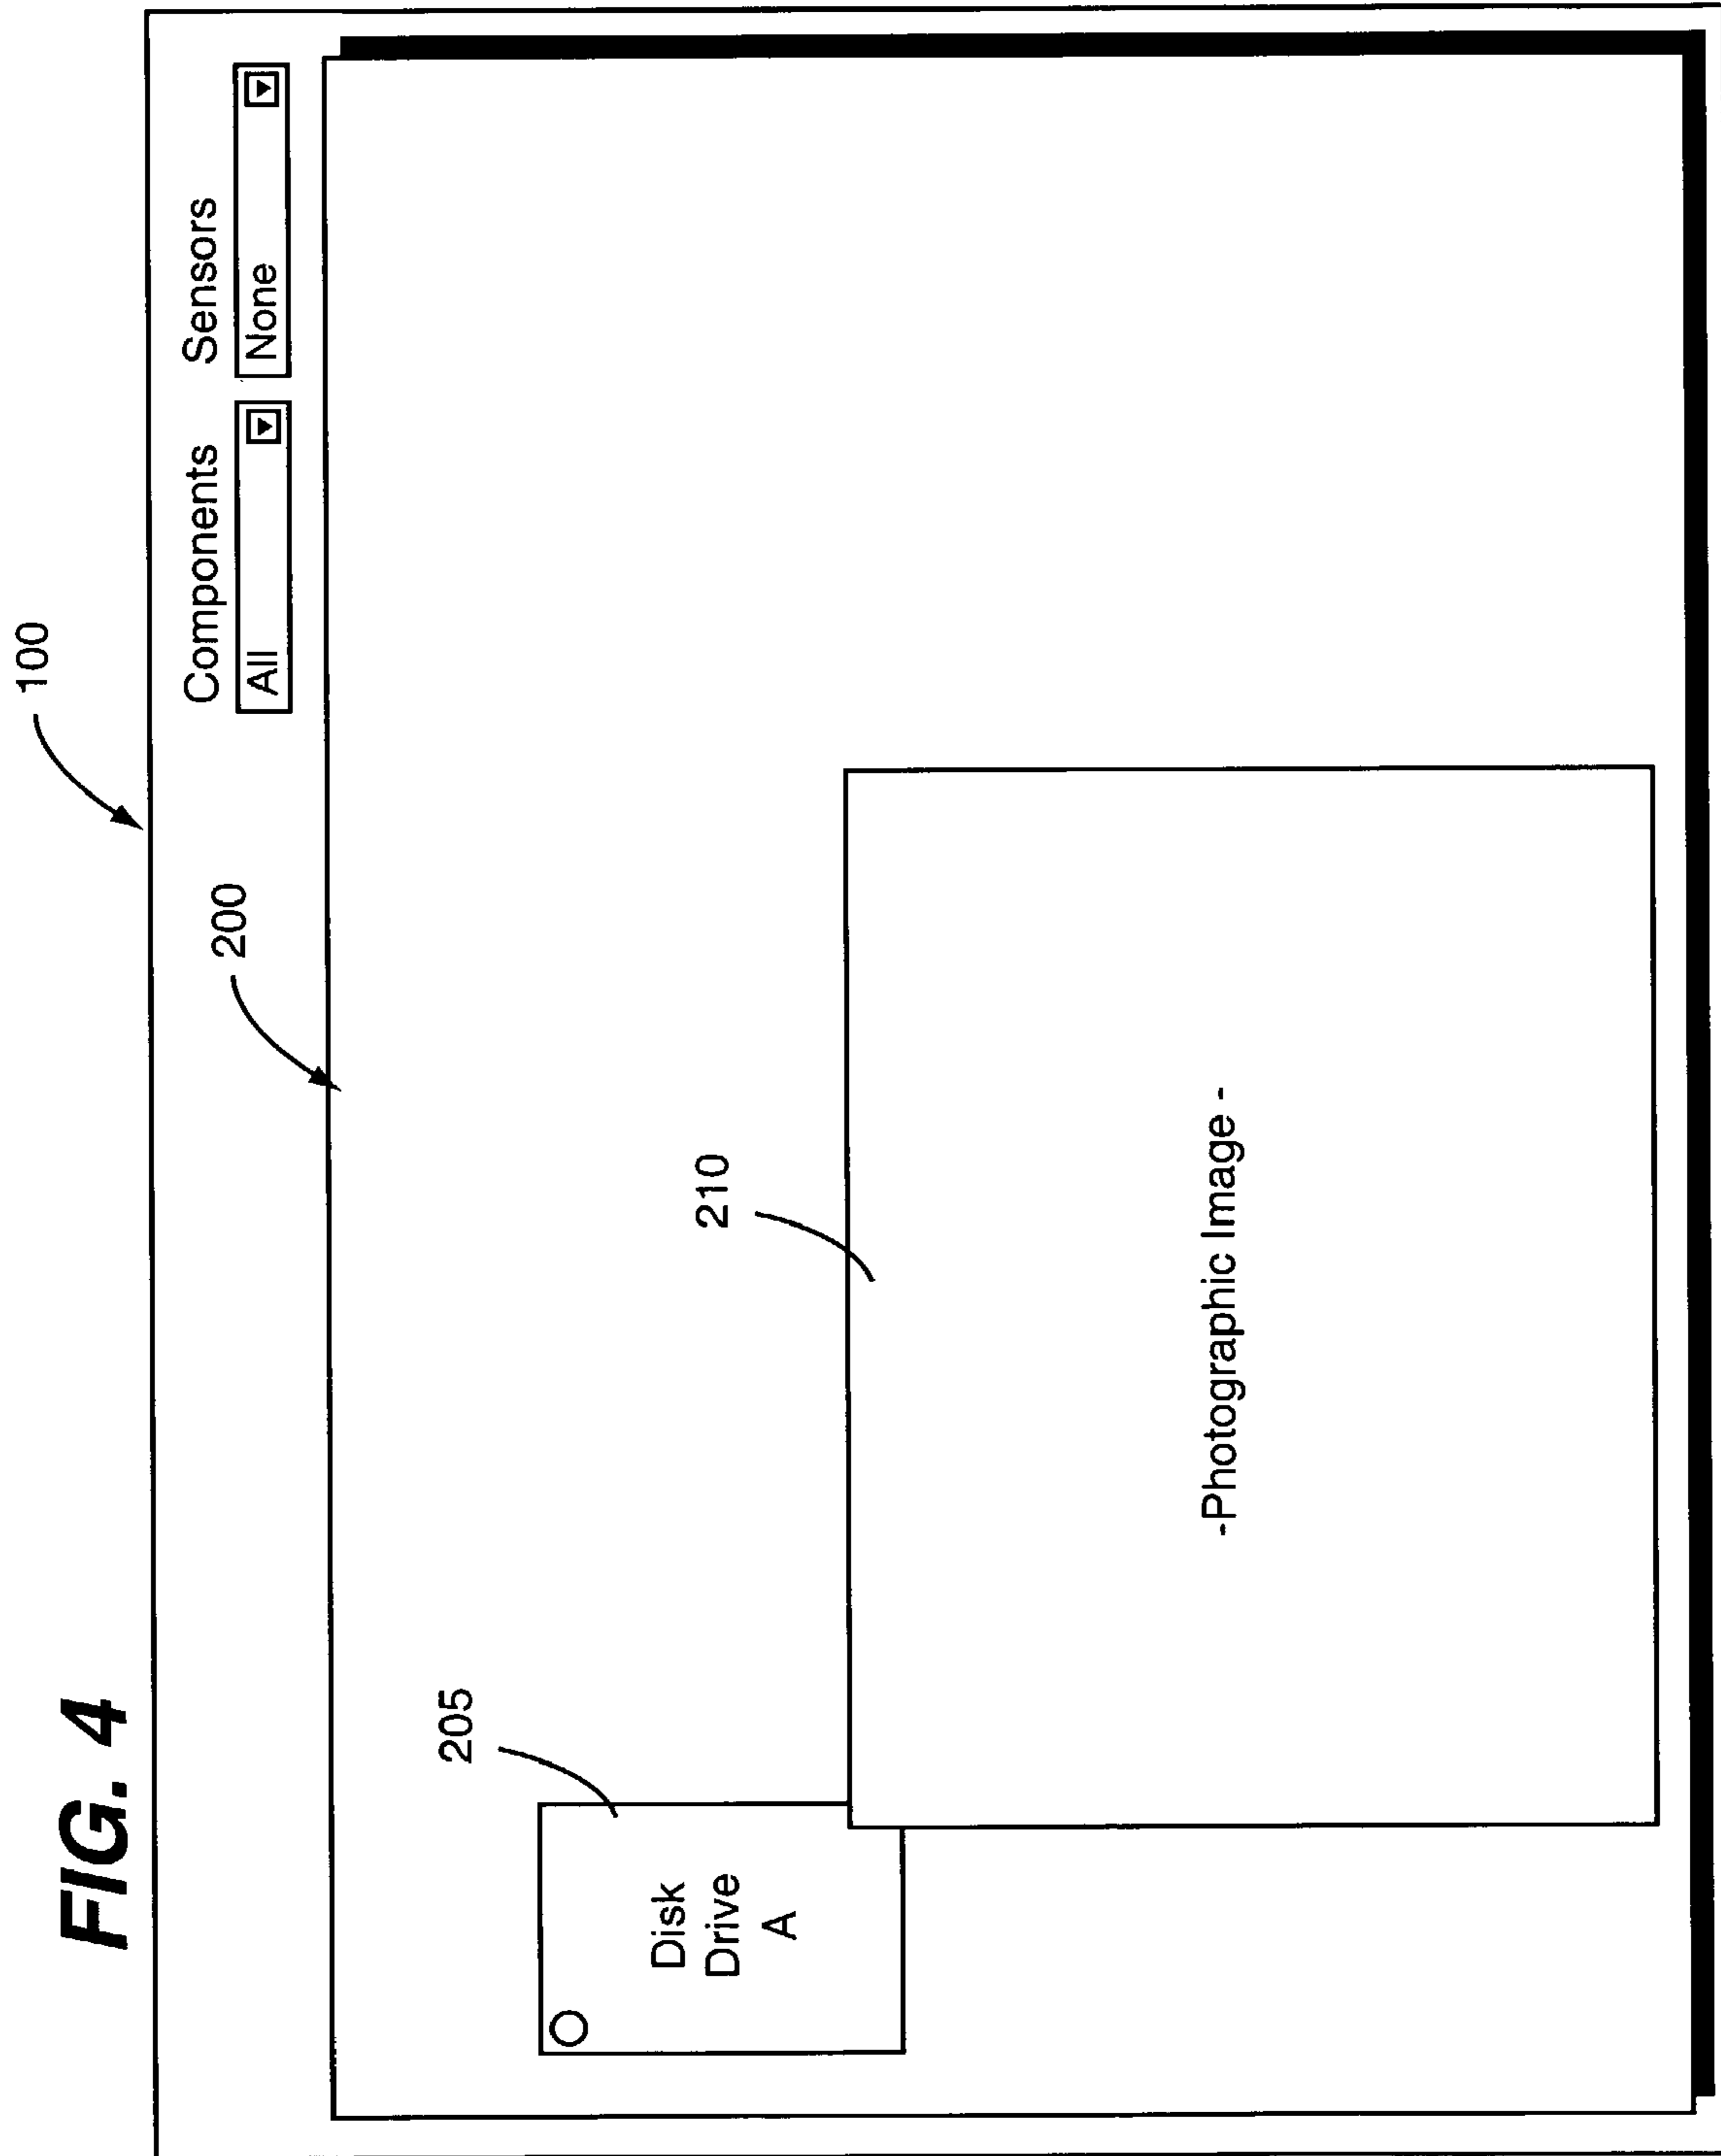 FIG. 4
100
Components
Sensors
All
None
200
205
Disk
Drive
A
210
-Photographic Image -